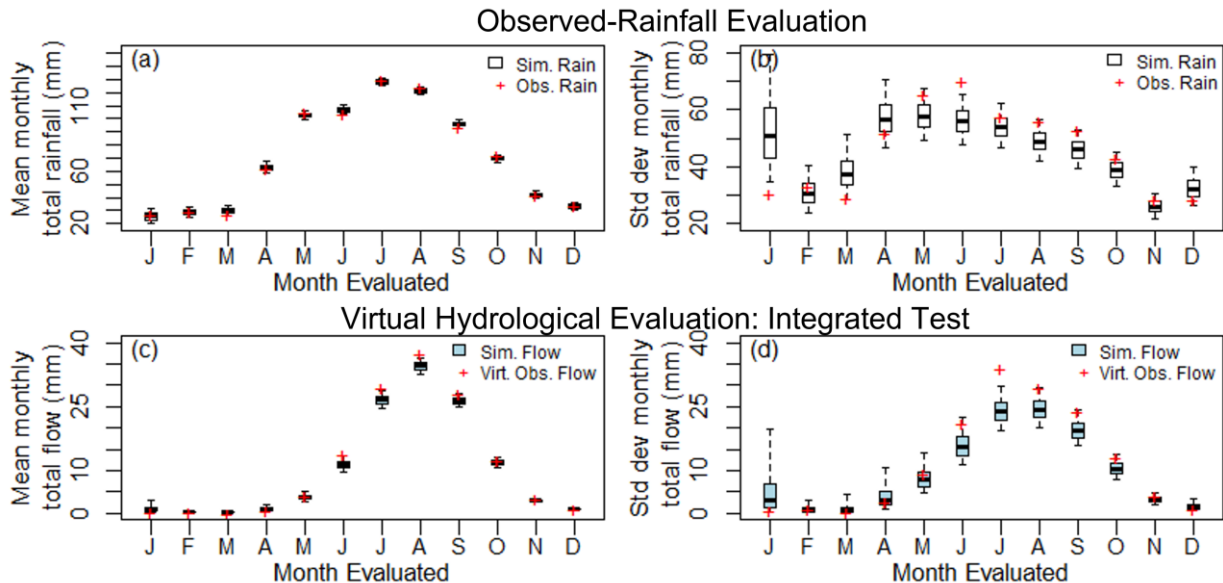 Observed-Rainfall Evaluation
Mean monthly
total rainfall (mm)
20 60 110
(a)
Sim. Rain
+ Obs. Rain
J F M A M J J A S O N D
Month Evaluated
Std dev monthly
total rainfall (mm)
20 40 60 80
(b)
Sim. Rain
+ Obs. Rain
J F M A M J J A S O N D
Month Evaluated
Virtual Hydrological Evaluation: Integrated Test
Mean monthly
total flow (mm)
0 10 25 40
(c)
Sim. Flow
+ Virt. Obs. Flow
J F M A M J J A S O N D
Month Evaluated
Std dev monthly
total flow (mm)
0 10 25 40
(d)
Sim. Flow
+ Virt. Obs. Flow
J F M A M J J A S O N D
Month Evaluated